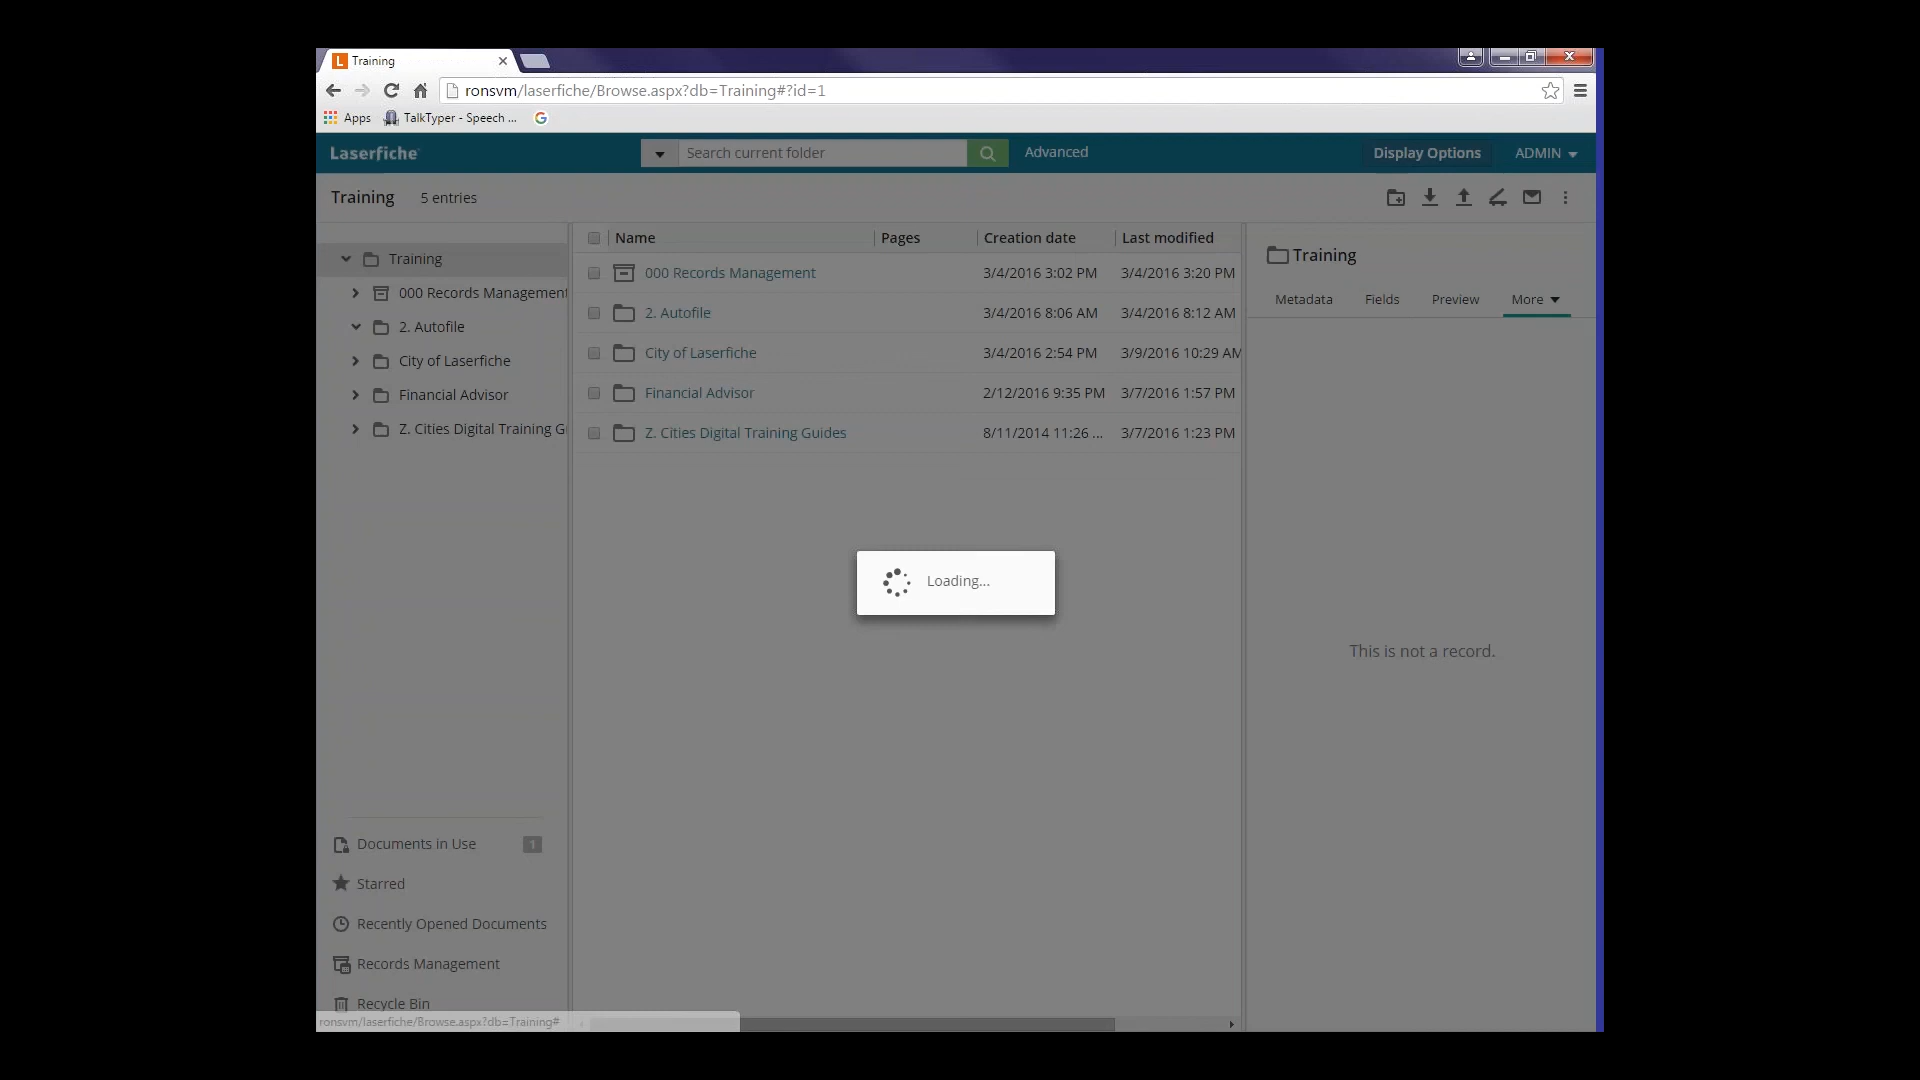 Training
ronsvm/laserfiche/Browse.aspx?db=Training#?id=1
Apps TalkTyper - Speech ...
Laserfiche Search current folder Advanced Display Options ADMIN
Training 5 entries
Training
000 Records Management
2. Autofile
City of Laserfiche
Financial Advisor
Z. Cities Digital Training G
Name Pages Creation date Last modified
000 Records Management 3/4/2016 3:02 PM 3/4/2016 3:20 PM
2. Autofile 3/4/2016 8:06 AM 3/4/2016 8:12 AM
City of Laserfiche 3/4/2016 2:54 PM 3/9/2016 10:29 AM
Financial Advisor 2/12/2016 9:35 PM 3/7/2016 1:57 PM
Z. Cities Digital Training Guides 8/11/2014 11:26 ... 3/7/2016 1:23 PM
Training
Metadata Fields Preview More
This is not a record.
Loading...
Documents in Use 1
Starred
Recently Opened Documents
Records Management
Recycle Bin
ronsvm/laserfiche/Browse.aspx?db=Training#